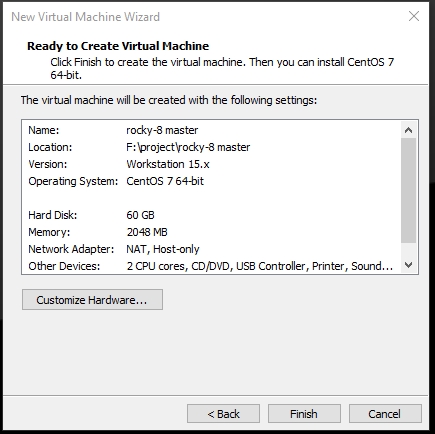 New Virtual Machine Wizard
Ready to Create Virtual Machine
Click Finish to create the virtual machine. Then you can install CentOS 7
64-bit.
The virtual machine will be created with the following settings:
Name: rocky-8 master
Location: F:\project\rocky-8 master
Version: Workstation 15.x
Operating System: CentOS 7 64-bit
Hard Disk: 60 GB
Memory: 2048 MB
Network Adapter: NAT, Host-only
Other Devices: 2 CPU cores, CD/DVD, USB Controller, Printer, Sound...
Customize Hardware...
< Back Finish Cancel